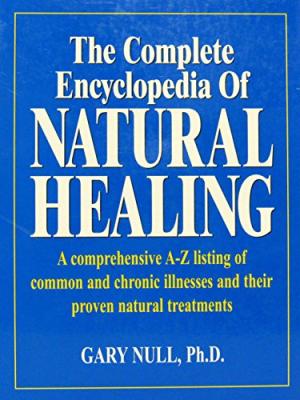 The Complete
Encyclopedia Of
NATURAL
HEALING
A comprehensive A-Z listing of
common and chronic illnesses and their
proven natural treatments
GARY NULL, Ph.D.